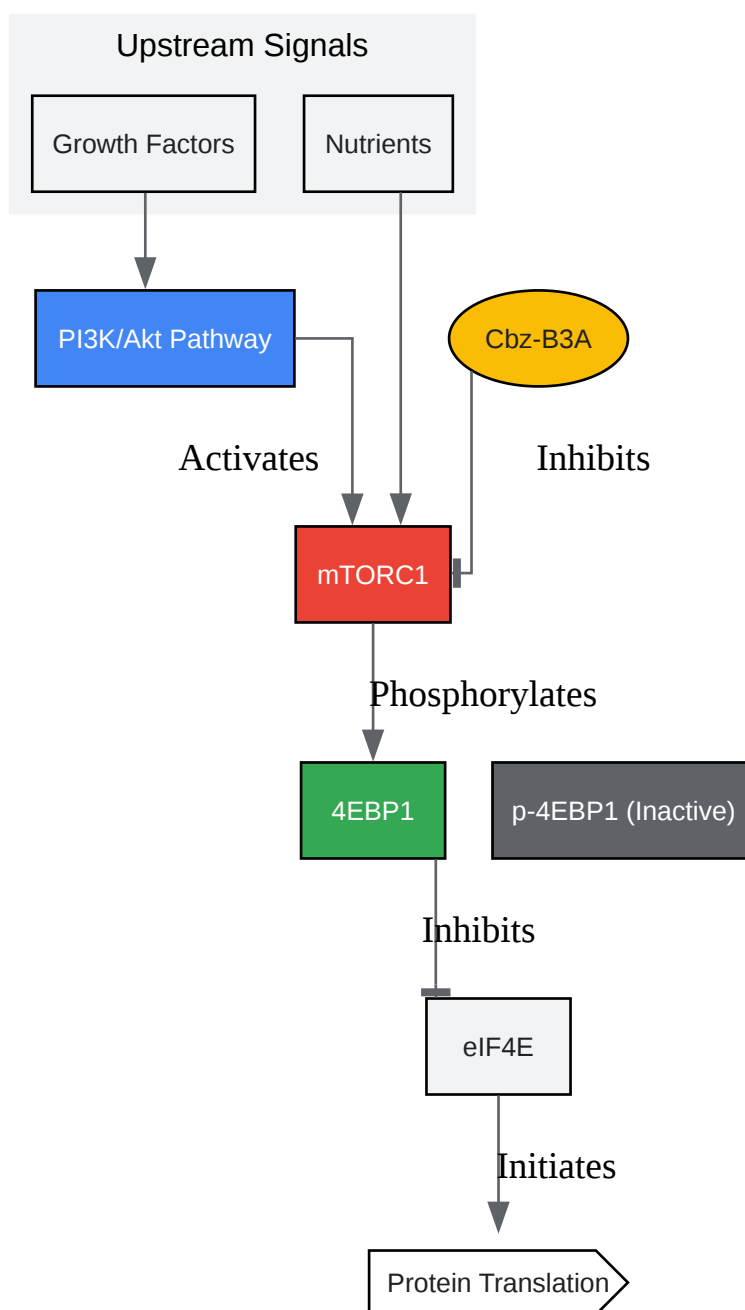 Upstream Signals
Growth Factors
Nutrients
PI3K/Akt Pathway
Cbz-B3A
Activates
Inhibits
mTORC1
Phosphorylates
4EBP1
p-4EBP1 (Inactive)
Inhibits
eIF4E
Initiates
Protein Translation